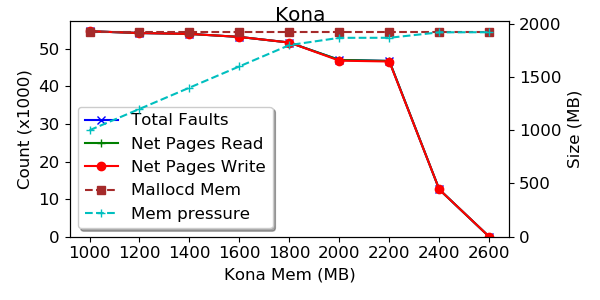 Kona
Count (x1000)
50
40
30
20
10
0
2000
1500
1000
500
0
Size (MB)
Total Faults
Net Pages Read
Net Pages Write
Mallocd Mem
Mem pressure
1000 1200 1400 1600 1800 2000 2200 2400 2600
Kona Mem (MB)